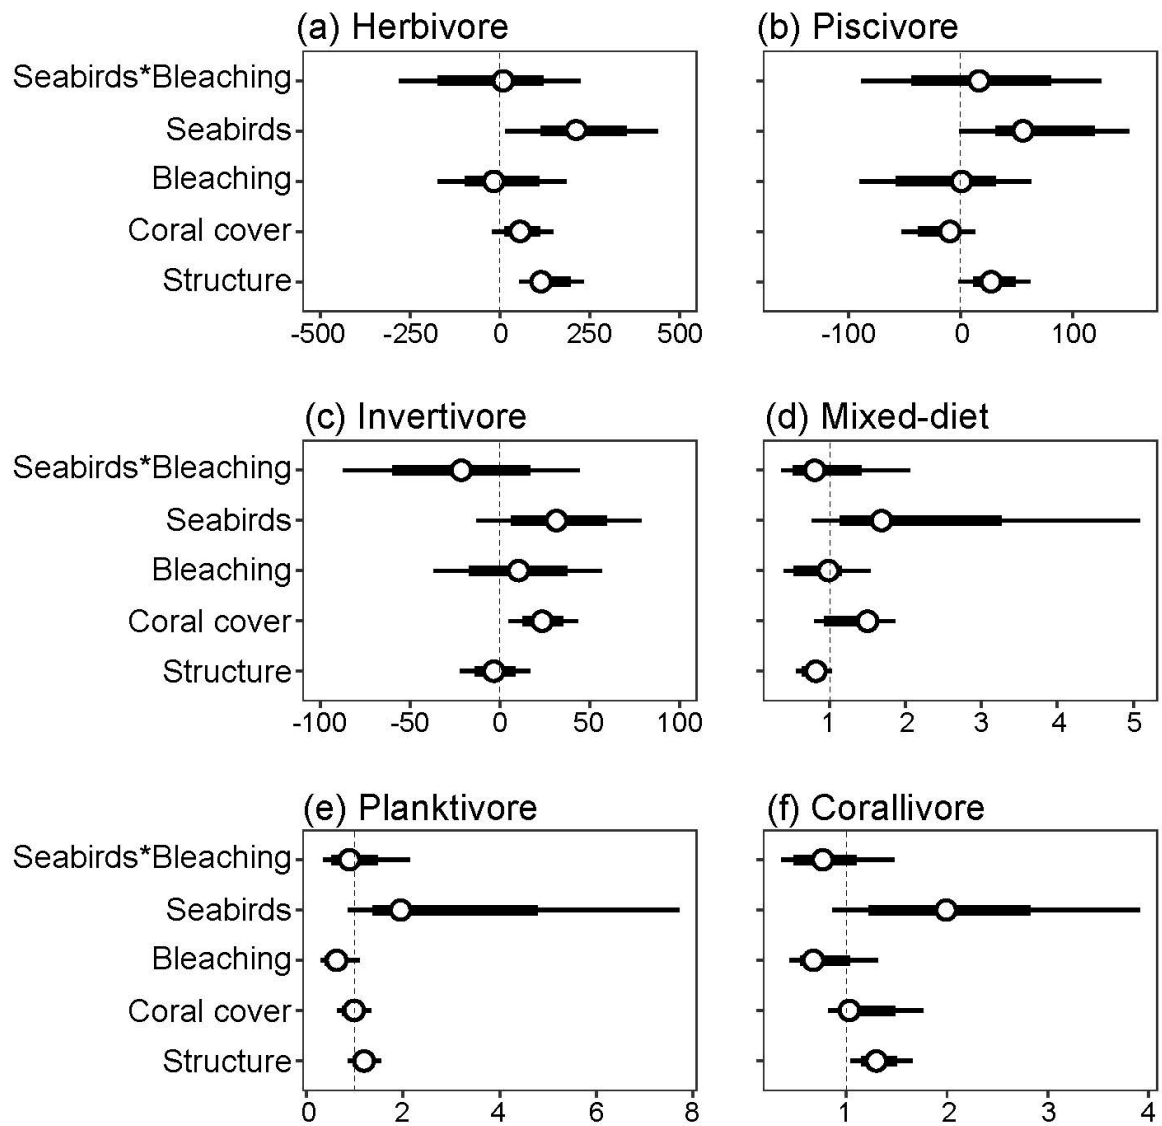 (a) Herbivore (b) Piscivore
Seabirds*Bleaching
Seabirds
Bleaching
Coral cover
Structure
-500 -250 0 250 500 -100 0 100
(c) Invertivore (d) Mixed-diet
Seabirds*Bleaching
Seabirds
Bleaching
Coral cover
Structure
-100 -50 0 50 100 1 2 3 4 5
(e) Planktivore (f) Corallivore
Seabirds*Bleaching
Seabirds
Bleaching
Coral cover
Structure
0 2 4 6 8 1 2 3 4